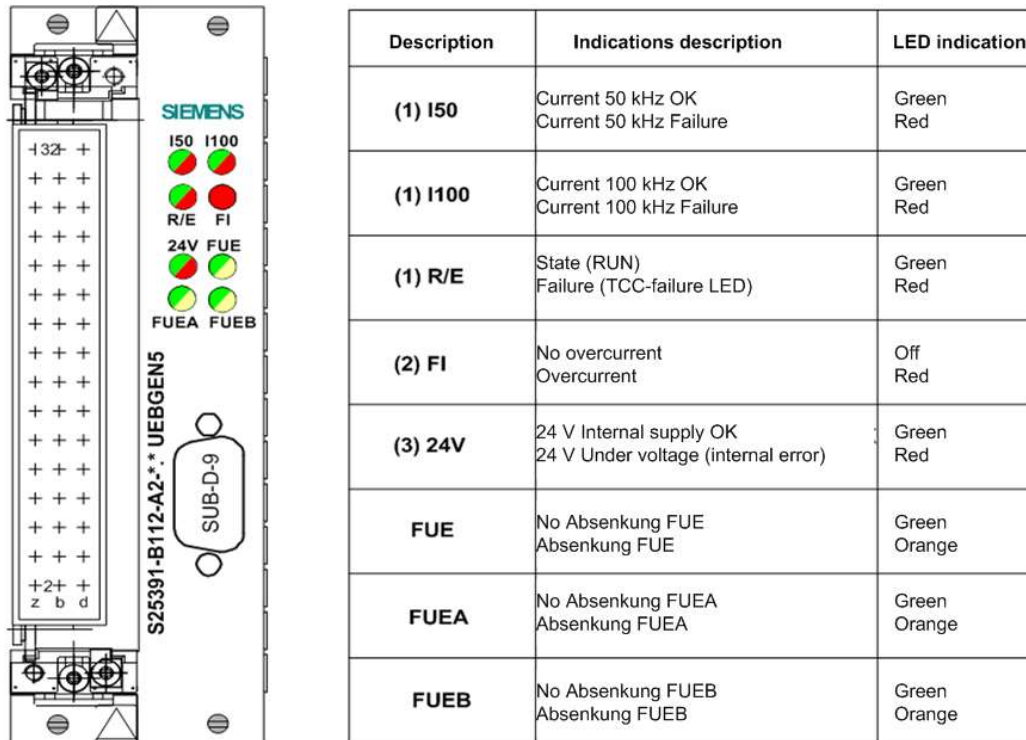 SIEMENS
I50 I100
R/E FI
24V FUE
FUEA FUEB
32
2
z b d
S25391-B112-A2-*.* UEBGEN5
SUB-D-9
Description Indications description LED indication
(1) I50 Current 50 kHz OK Green
Current 50 kHz Failure Red
(1) I100 Current 100 kHz OK Green
Current 100 kHz Failure Red
(1) R/E State (RUN) Green
Failure (TCC-failure LED) Red
(2) FI No overcurrent Off
Overcurrent Red
(3) 24V 24 V Internal supply OK Green
24 V Under voltage (internal error) Red
FUE No Absenkung FUE Green
Absenkung FUE Orange
FUEA No Absenkung FUEA Green
Absenkung FUEA Orange
FUEB No Absenkung FUEB Green
Absenkung FUEB Orange